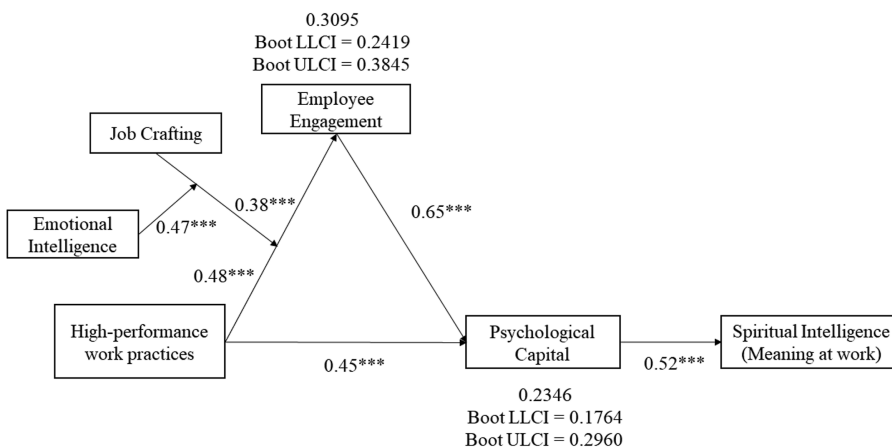 0.3095
Boot LLCI = 0.2419
Boot ULCI = 0.3845
Employee
Engagement
Job Crafting
0.38***
0.65***
Emotional
Intelligence
0.47***
0.48***
High-performance
work practices
0.45***
Psychological
Capital
0.52***
Spiritual Intelligence
(Meaning at work)
0.2346
Boot LLCI = 0.1764
Boot ULCI = 0.2960